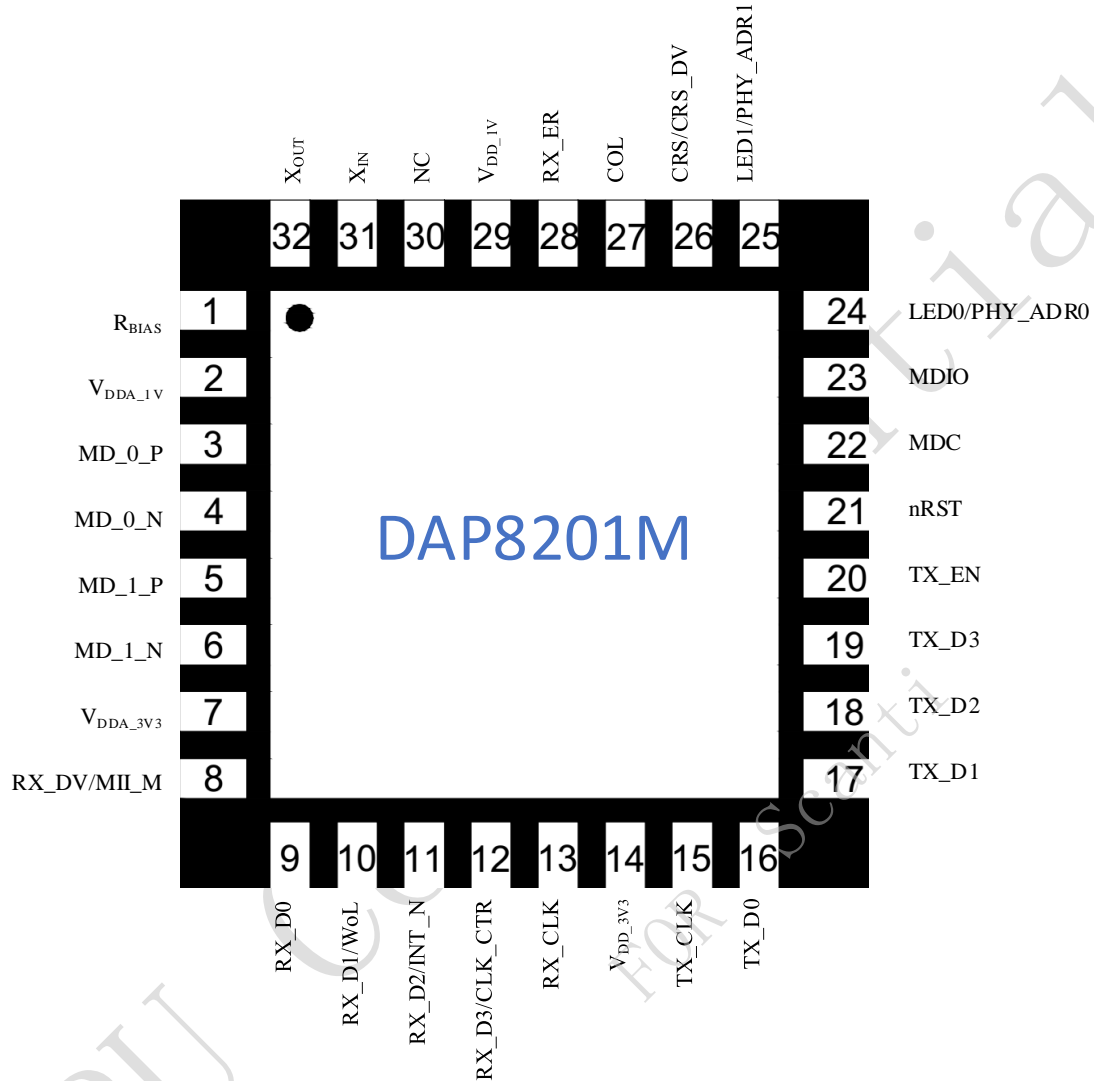 XOUT
XIN
NC
VDD_1V
RX_ER
COL
CRS/CRS_DV
LED1/PHY_ADR1
32
31
30
29
28
27
26
25
RBIAS
1
VDDA_1V
2
MD_0_P
3
MD_0_N
4
MD_1_P
5
MD_1_N
6
VDDA_3V3
7
RX_DV/MII_M
8
DAP8201M
24
LED0/PHY_ADR0
23
MDIO
22
MDC
21
nRST
20
TX_EN
19
TX_D3
18
TX_D2
17
TX_D1
9
10
11
12
13
14
15
16
RX_D0
RX_D1/WoL
RX_D2/INT_N
RX_D3/CLK_CTR
RX_CLK
VDD_3V3
TX_CLK
TX_D0
FOR Scanti